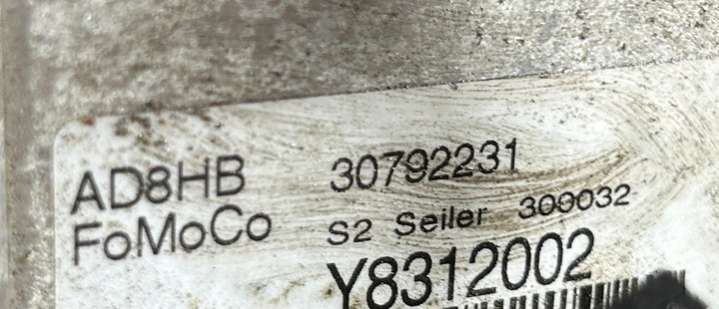 AD8HB 30792231
FoMoCo S2 Seiler 300032
Y8312002